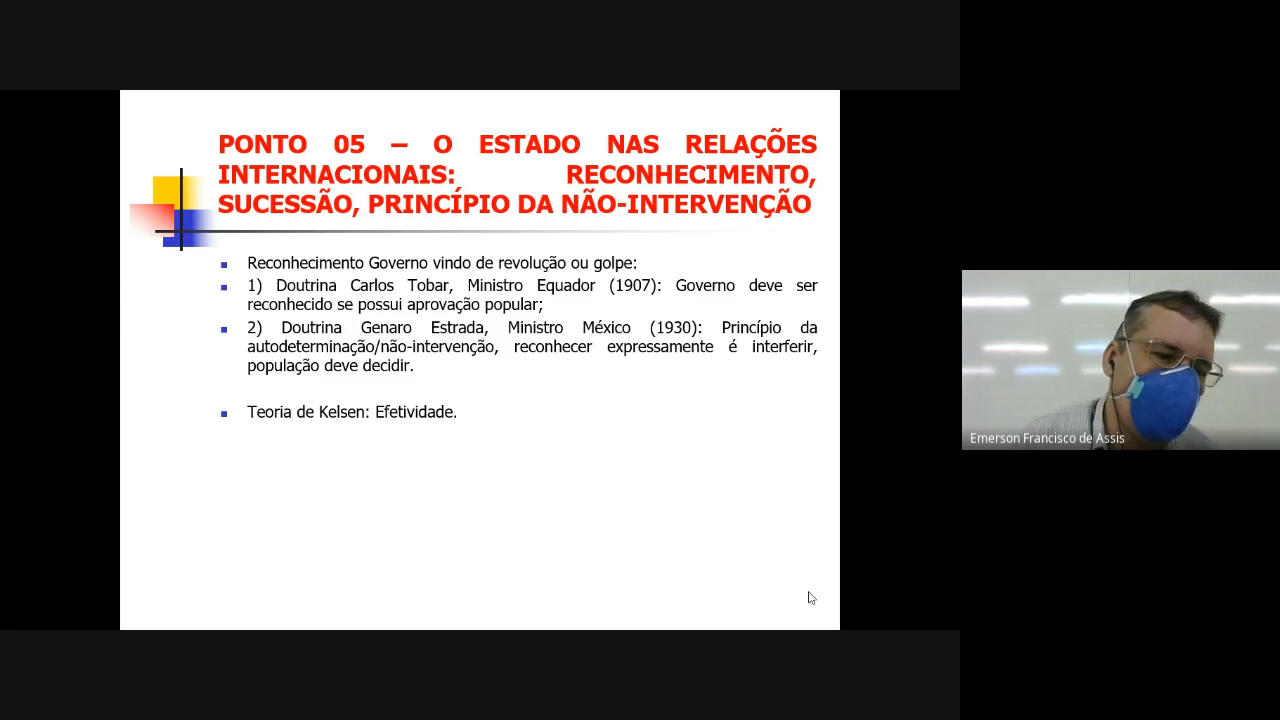 PONTO 05 – O ESTADO NAS RELAÇÕES
INTERNACIONAIS: RECONHECIMENTO,
SUCESSÃO, PRINCÍPIO DA NÃO-INTERVENÇÃO
Reconhecimento Governo vindo de revolução ou golpe:
1) Doutrina Carlos Tobar, Ministro Equador (1907): Governo deve ser
reconhecido se possui aprovação popular;
2) Doutrina Genaro Estrada, Ministro México (1930): Princípio da
autodeterminação/não-intervenção, reconhecer expressamente é interferir,
população deve decidir.
Teoria de Kelsen: Efetividade.
Emerson Francisco de Assis